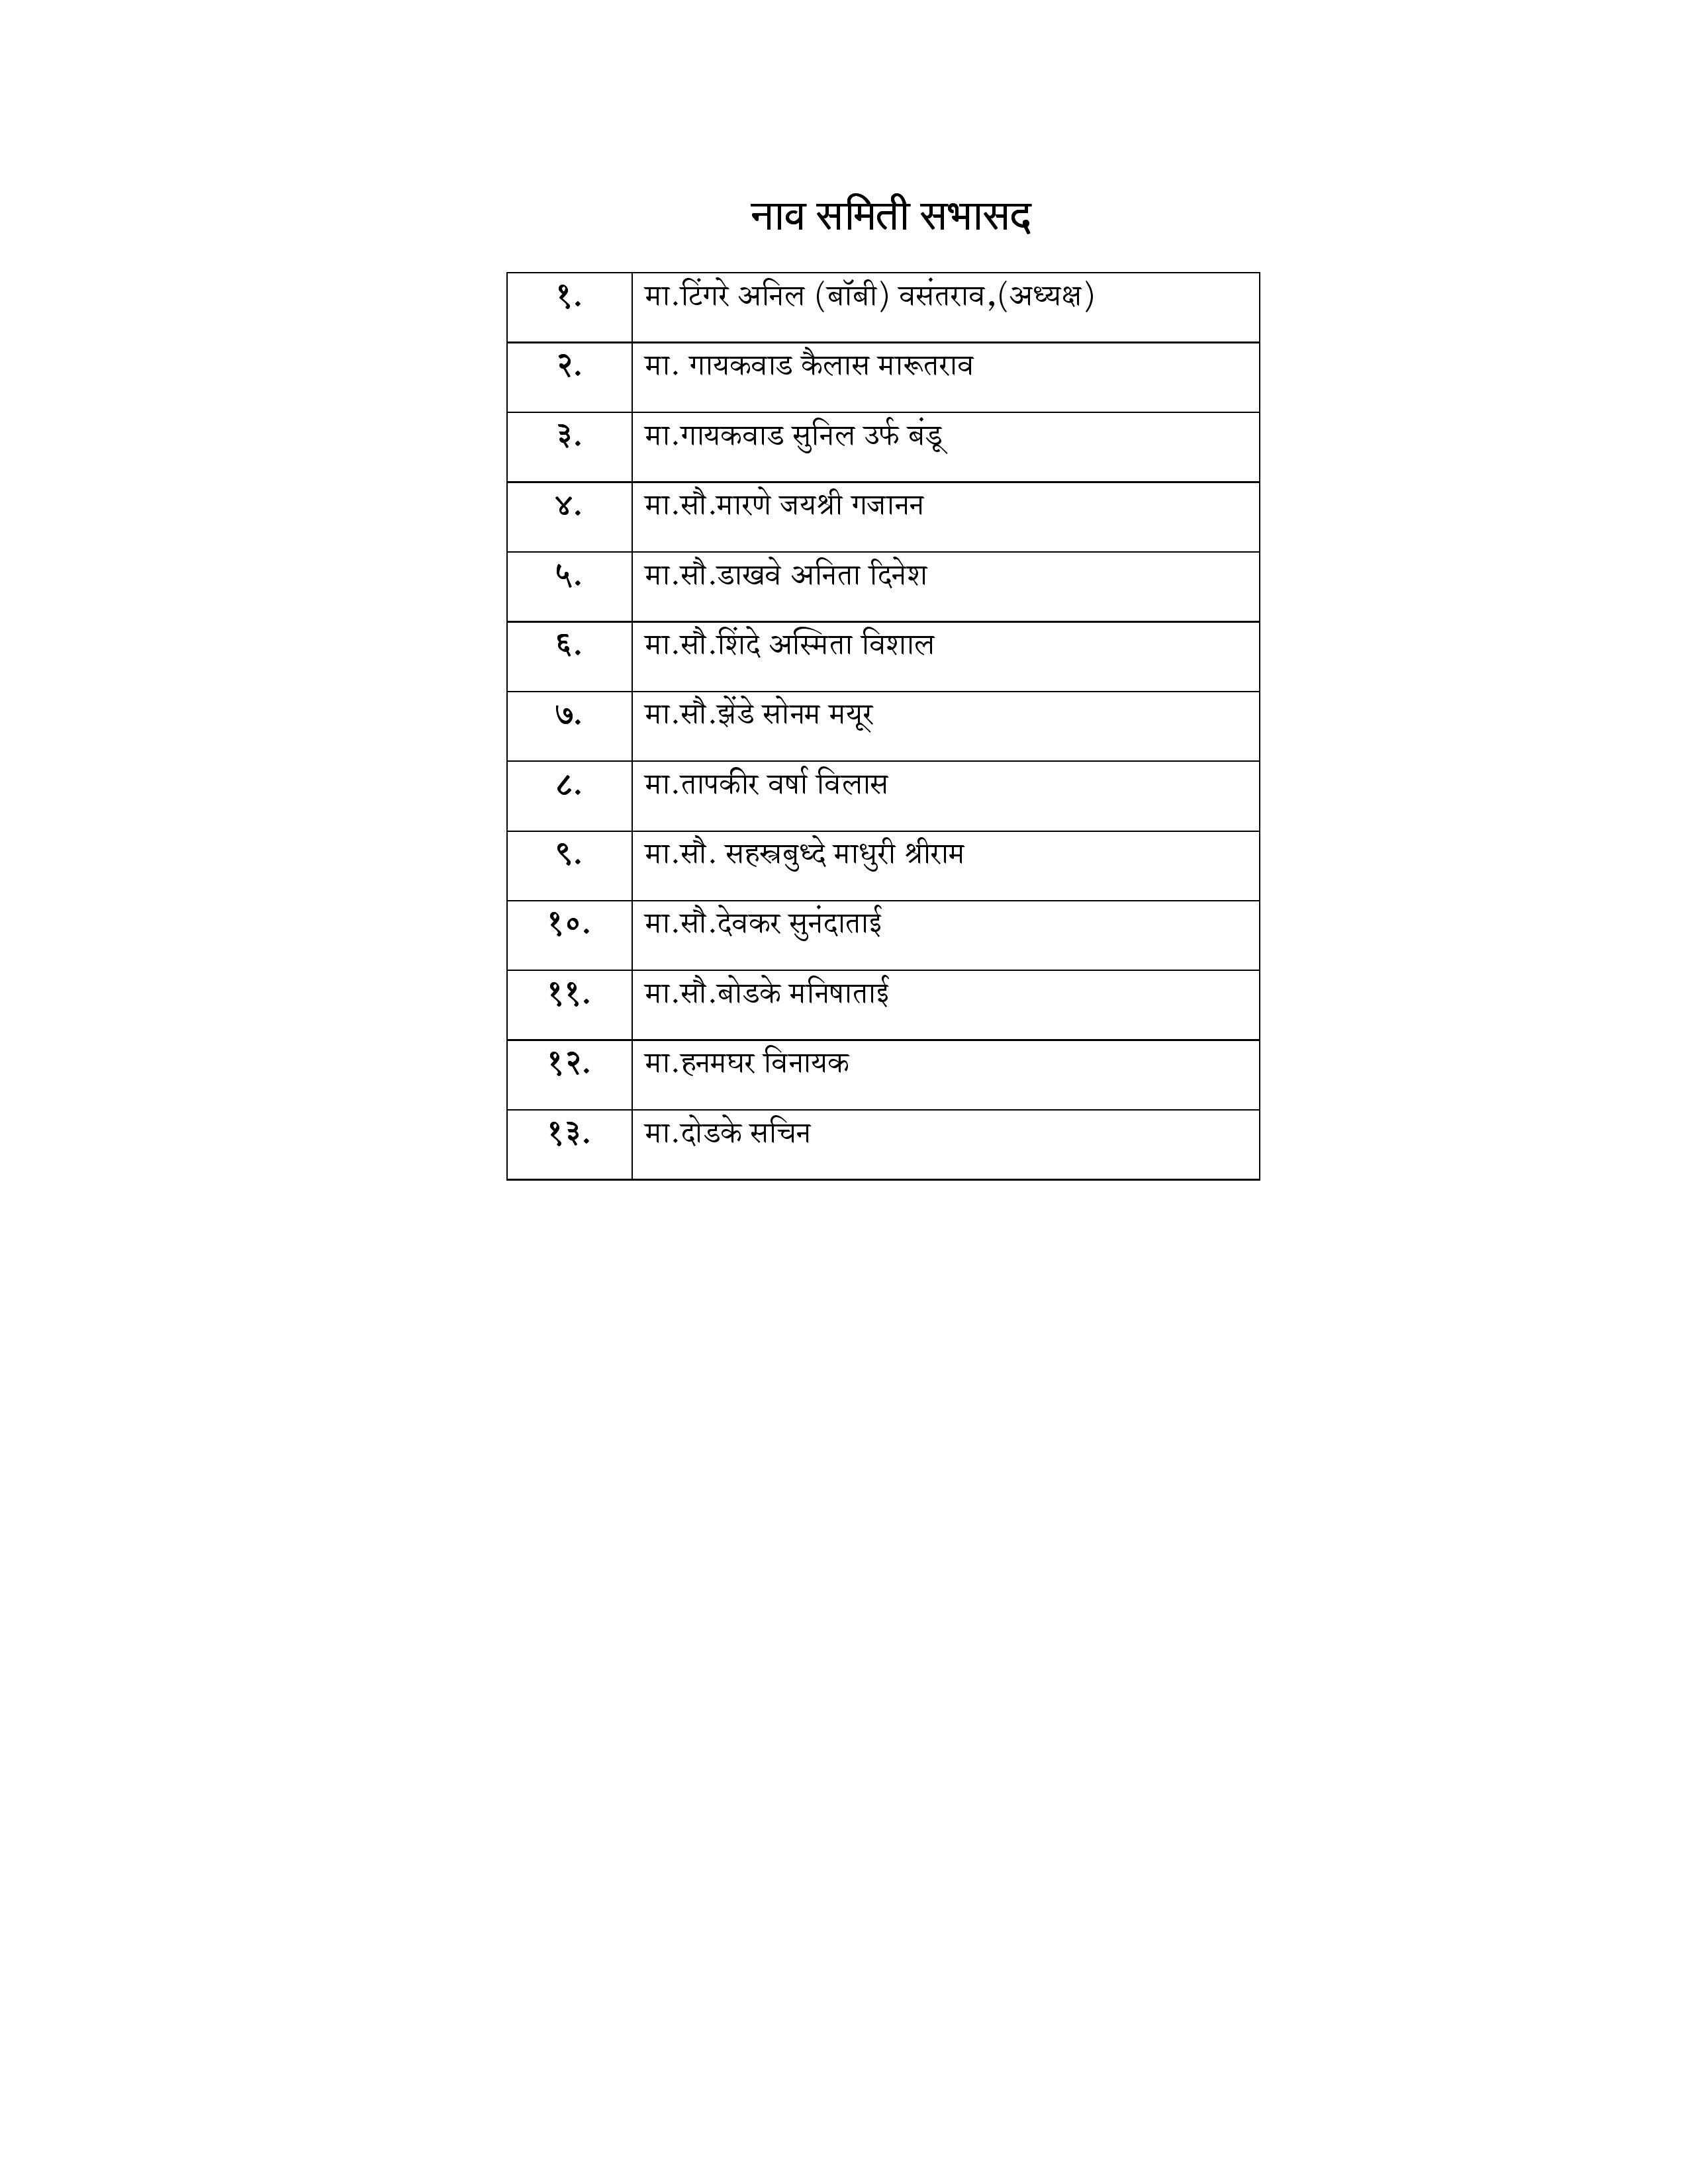 नाव समिती सभासद
१. मा.टिंगरे अनिल (बॉबी) वसंतराव,(अध्यक्ष)
२. मा. गायकवाड कैलास मारूतराव
३. मा.गायकवाड सुनिल उर्फ बंडू
४. मा.सौ.मारणे जयश्री गजानन
५. मा.सौ.डाखवे अनिता दिनेश
६. मा.सौ.शिंदे अस्मिता विशाल
७. मा.सौ.झेंडे सोनम मयूर
८. मा.तापकीर वर्षा विलास
९. मा.सौ. सहस्त्रबुध्दे माधुरी श्रीराम
१०. मा.सौ.देवकर सुनंदाताई
११. मा.सौ.बोडके मनिषाताई
१२. मा.हनमघर विनायक
१३. मा.दोडके सचिन